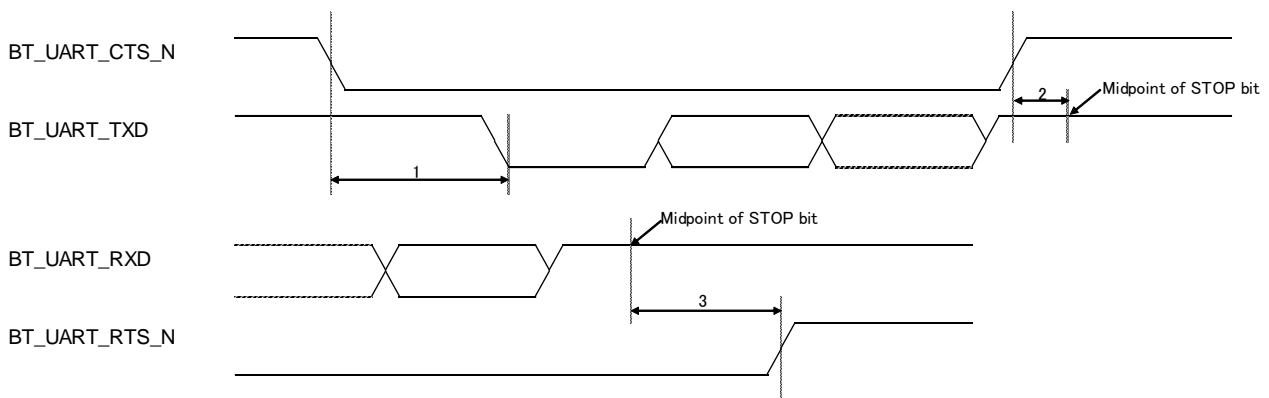 BT_UART_CTS_N
2
Midpoint of STOP bit
BT_UART_TXD
1
Midpoint of STOP bit
BT_UART_RXD
3
BT_UART_RTS_N